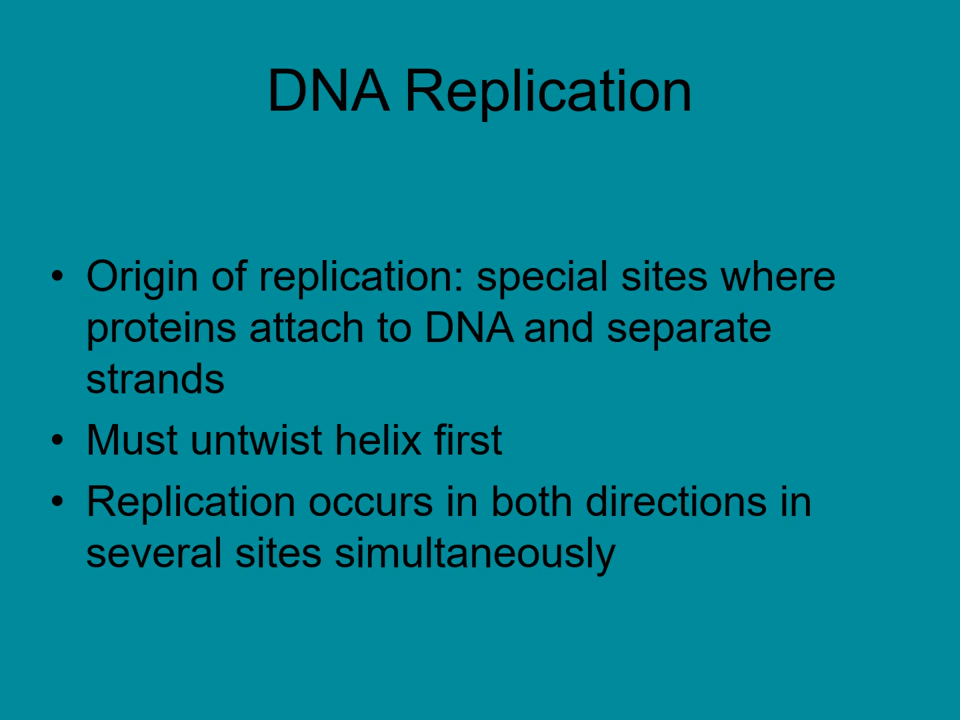 DNA Replication
• Origin of replication: special sites where
proteins attach to DNA and separate
strands
• Must untwist helix first
• Replication occurs in both directions in
several sites simultaneously